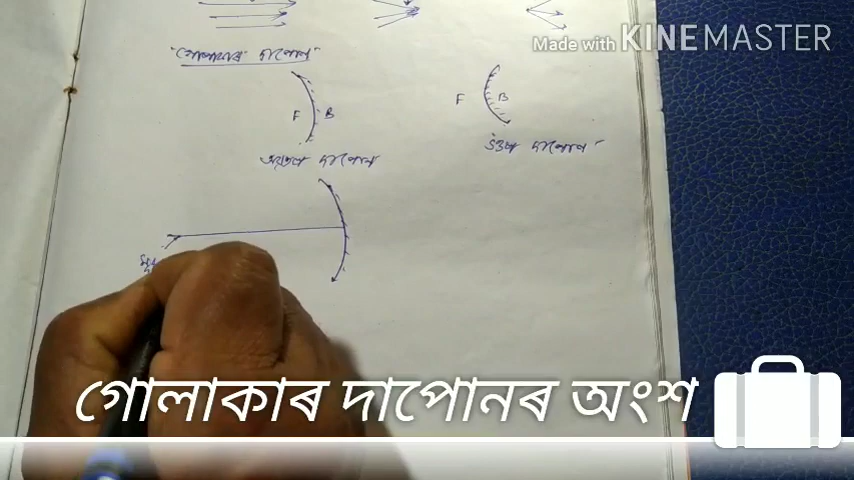 Made with KINEMASTER
"গোলাকাৰ দাপোন"
F B
F B
অৱতল দাপোন
উত্তল দাপোন
গোলাকাৰ দাপোনৰ অংশ